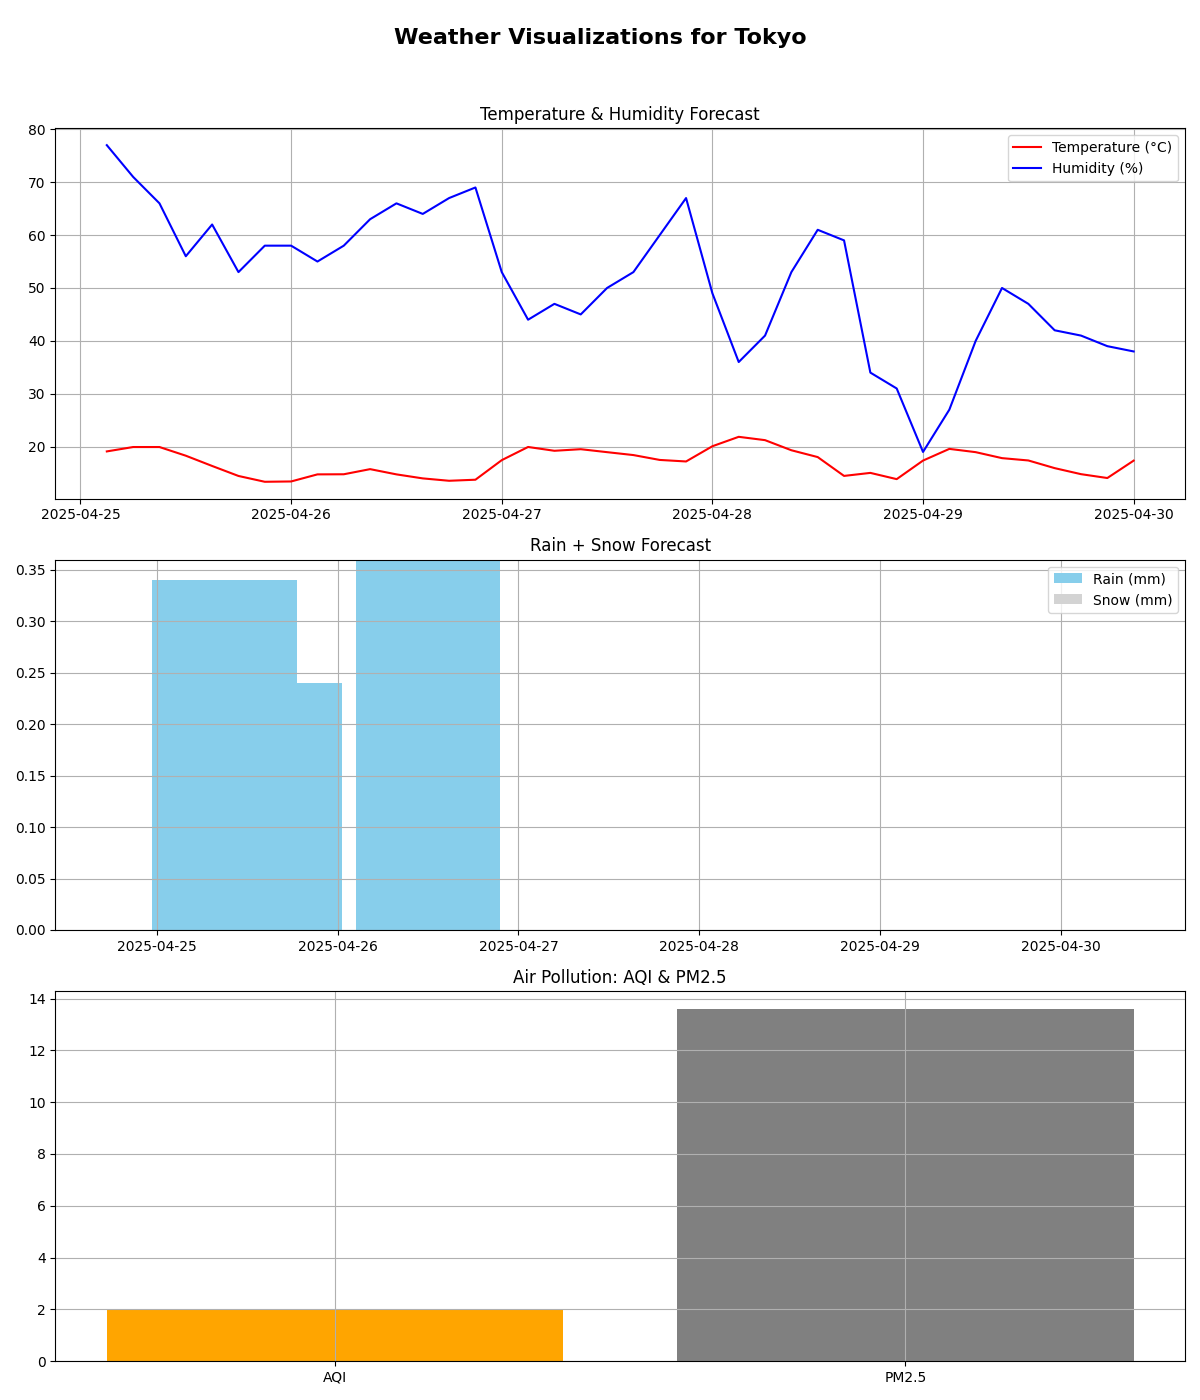 Weather Visualizations for Tokyo
Temperature & Humidity Forecast
Temperature (°C)
Humidity (%)
80
70
60
50
40
30
20
2025-04-25 2025-04-26 2025-04-27 2025-04-28 2025-04-29 2025-04-30
Rain + Snow Forecast
Rain (mm)
Snow (mm)
0.35
0.30
0.25
0.20
0.15
0.10
0.05
0.00
2025-04-25 2025-04-26 2025-04-27 2025-04-28 2025-04-29 2025-04-30
Air Pollution: AQI & PM2.5
14
12
10
8
6
4
2
0
AQI PM2.5